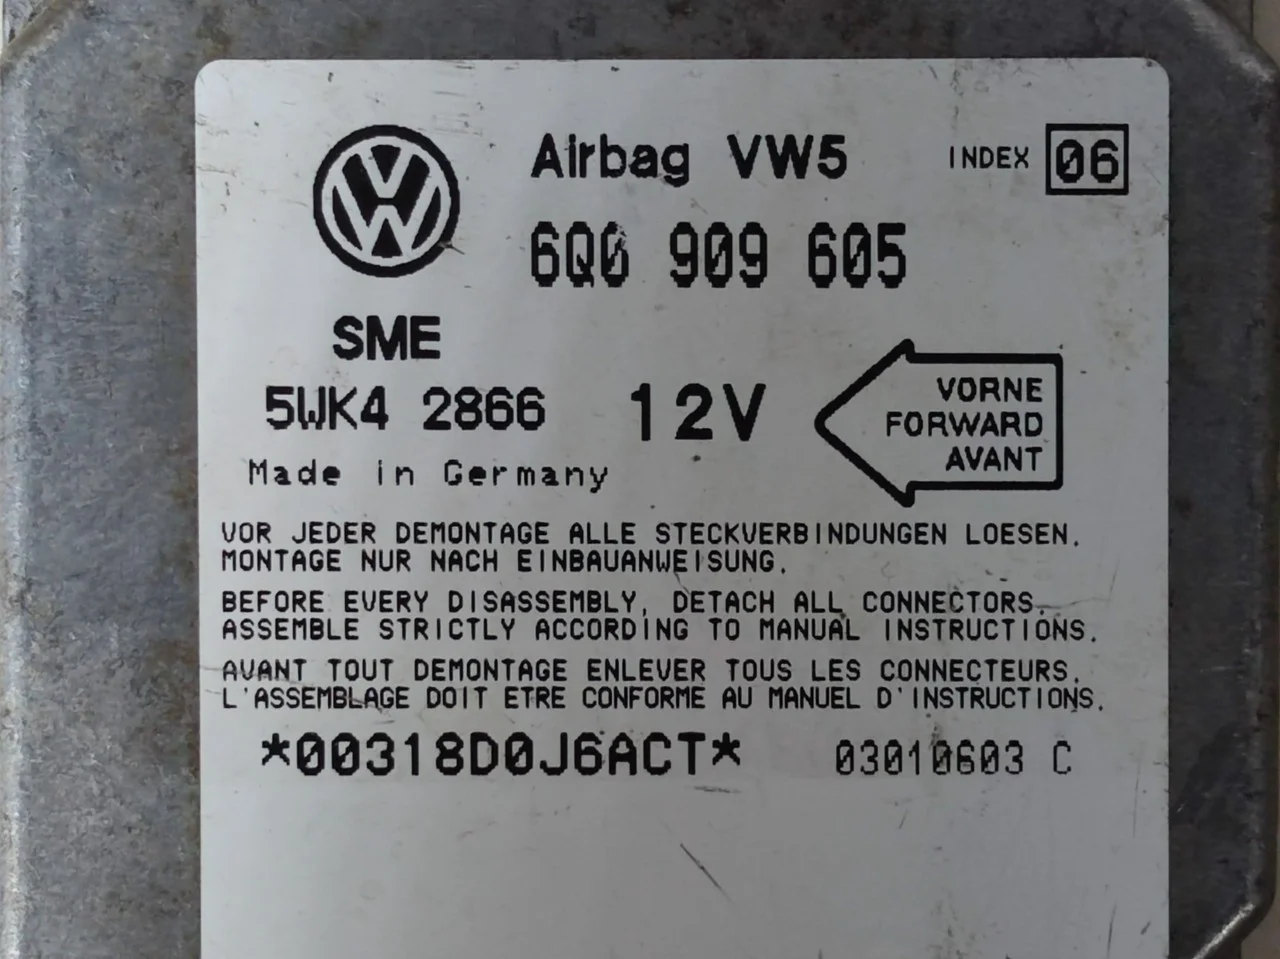 Airbag VW5 INDEX 06
6Q0 909 605
SME
5WK4 2866 12V
VORNE
FORWARD
AVANT
Made in Germany
VOR JEDER DEMONTAGE ALLE STECKVERBINDUNGEN LOESEN.
MONTAGE NUR NACH EINBAUANWEISUNG.
BEFORE EVERY DISASSEMBLY, DETACH ALL CONNECTORS.
ASSEMBLE STRICTLY ACCORDING TO MANUAL INSTRUCTIONS.
AVANT TOUT DEMONTAGE ENLEVER TOUS LES CONNECTEURS.
L'ASSEMBLAGE DOIT ETRE CONFORME AU MANUEL D'INSTRUCTIONS.
*00318D0J6ACT* 03010603 C